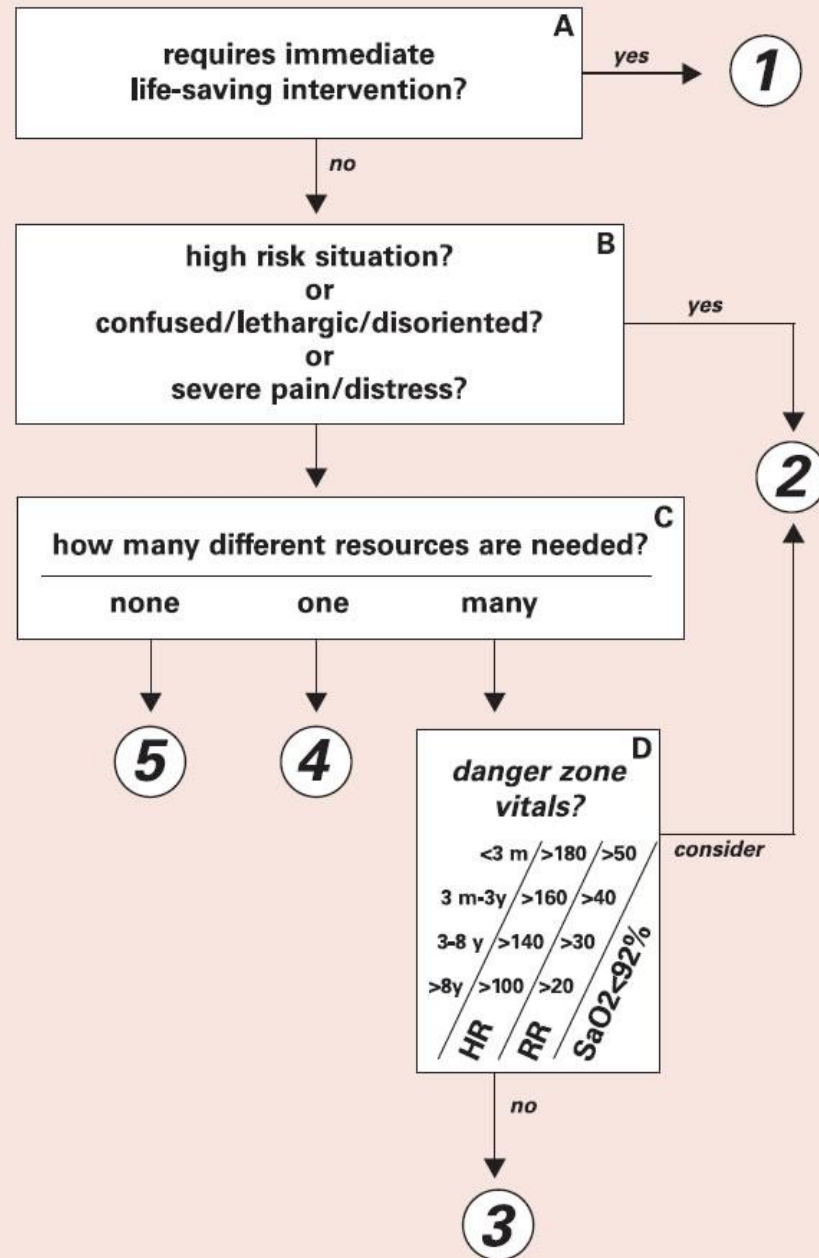 A
requires immediate
life-saving intervention?
yes
1
no
B
high risk situation?
or
confused/lethargic/disoriented?
or
severe pain/distress?
yes
2
C
how many different resources are needed?
none one many
5
4
D
danger zone
vitals?
<3 m >180 >50
3 m-3y >160 >40
3-8 y >140 >30
>8y >100 >20
HR RR SaO2<92%
consider
no
3